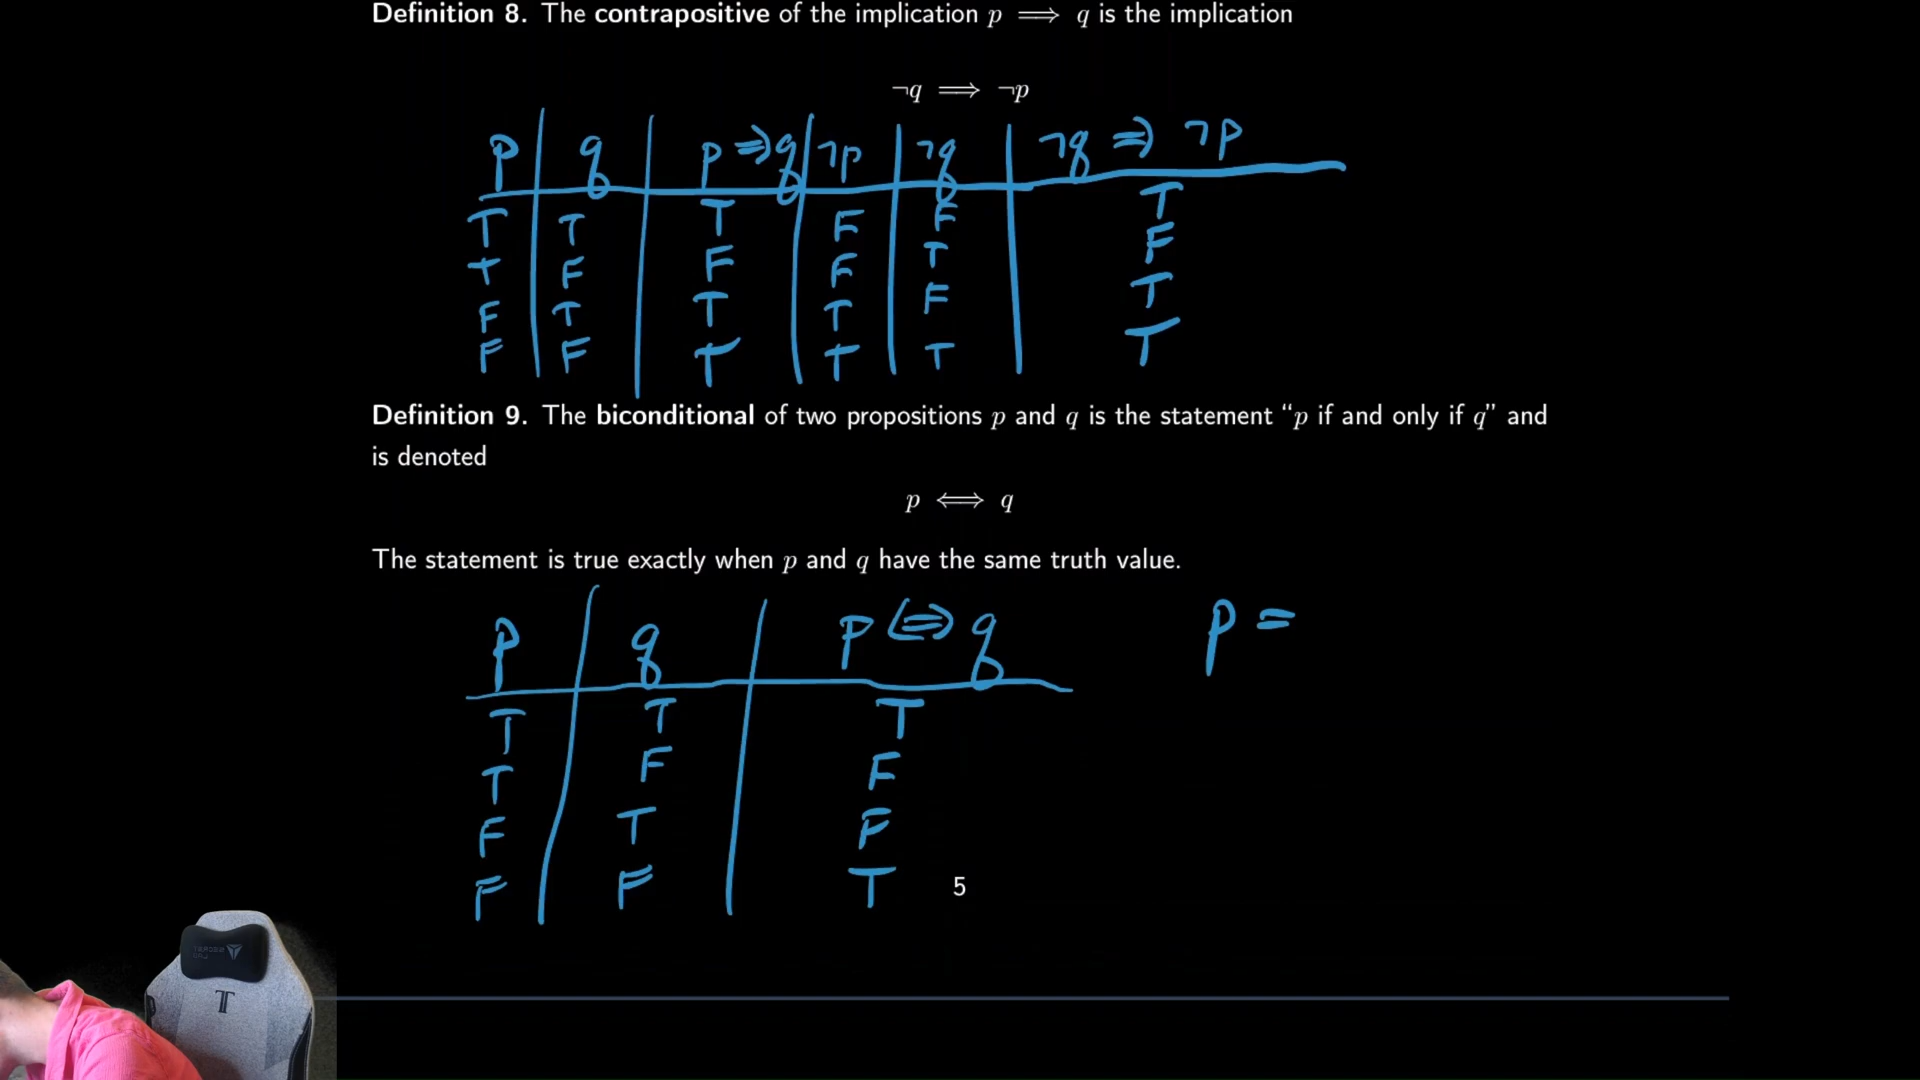 Definition 8. The contrapositive of the implication p ⟹ q is the implication
¬q ⟹ ¬p
p q p ⇒ q ¬p ¬q ¬q ⇒ ¬p
T T T F F T
T F F F T F
F T T T F T
F F T T T T
Definition 9. The biconditional of two propositions p and q is the statement “p if and only if q” and
is denoted
p ⟺ q
The statement is true exactly when p and q have the same truth value.
p q p ⇔ q p =
T T T
T F F
F T F
F F T
5